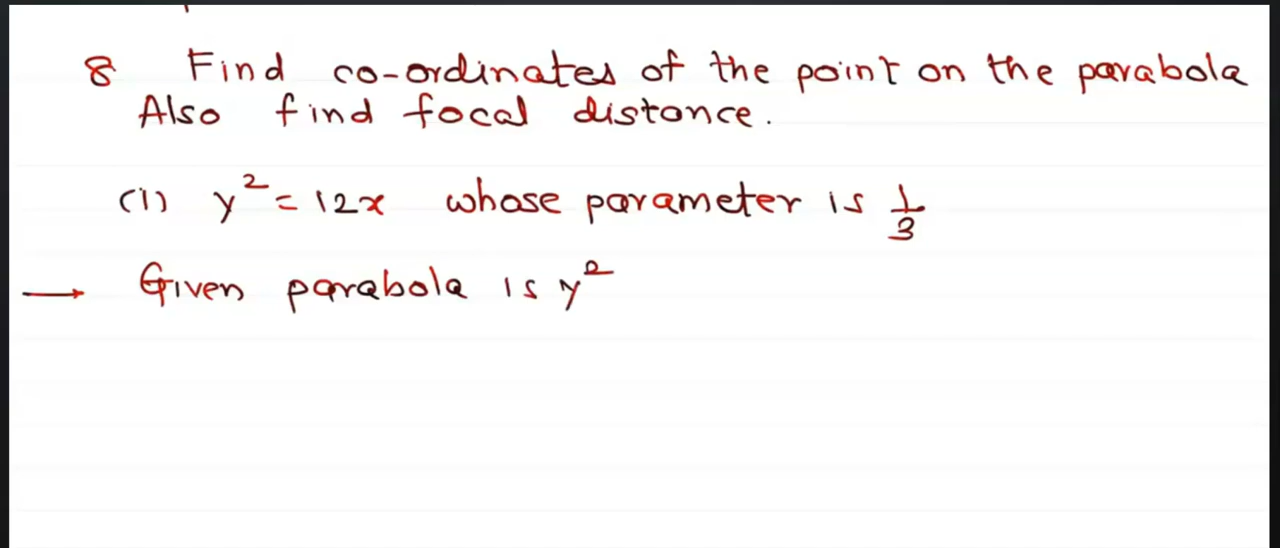 8 Find co-ordinates of the point on the parabola
Also find focal distance.
(1) y² = 12x whose parameter is 1/3
→ Given parabola is y²